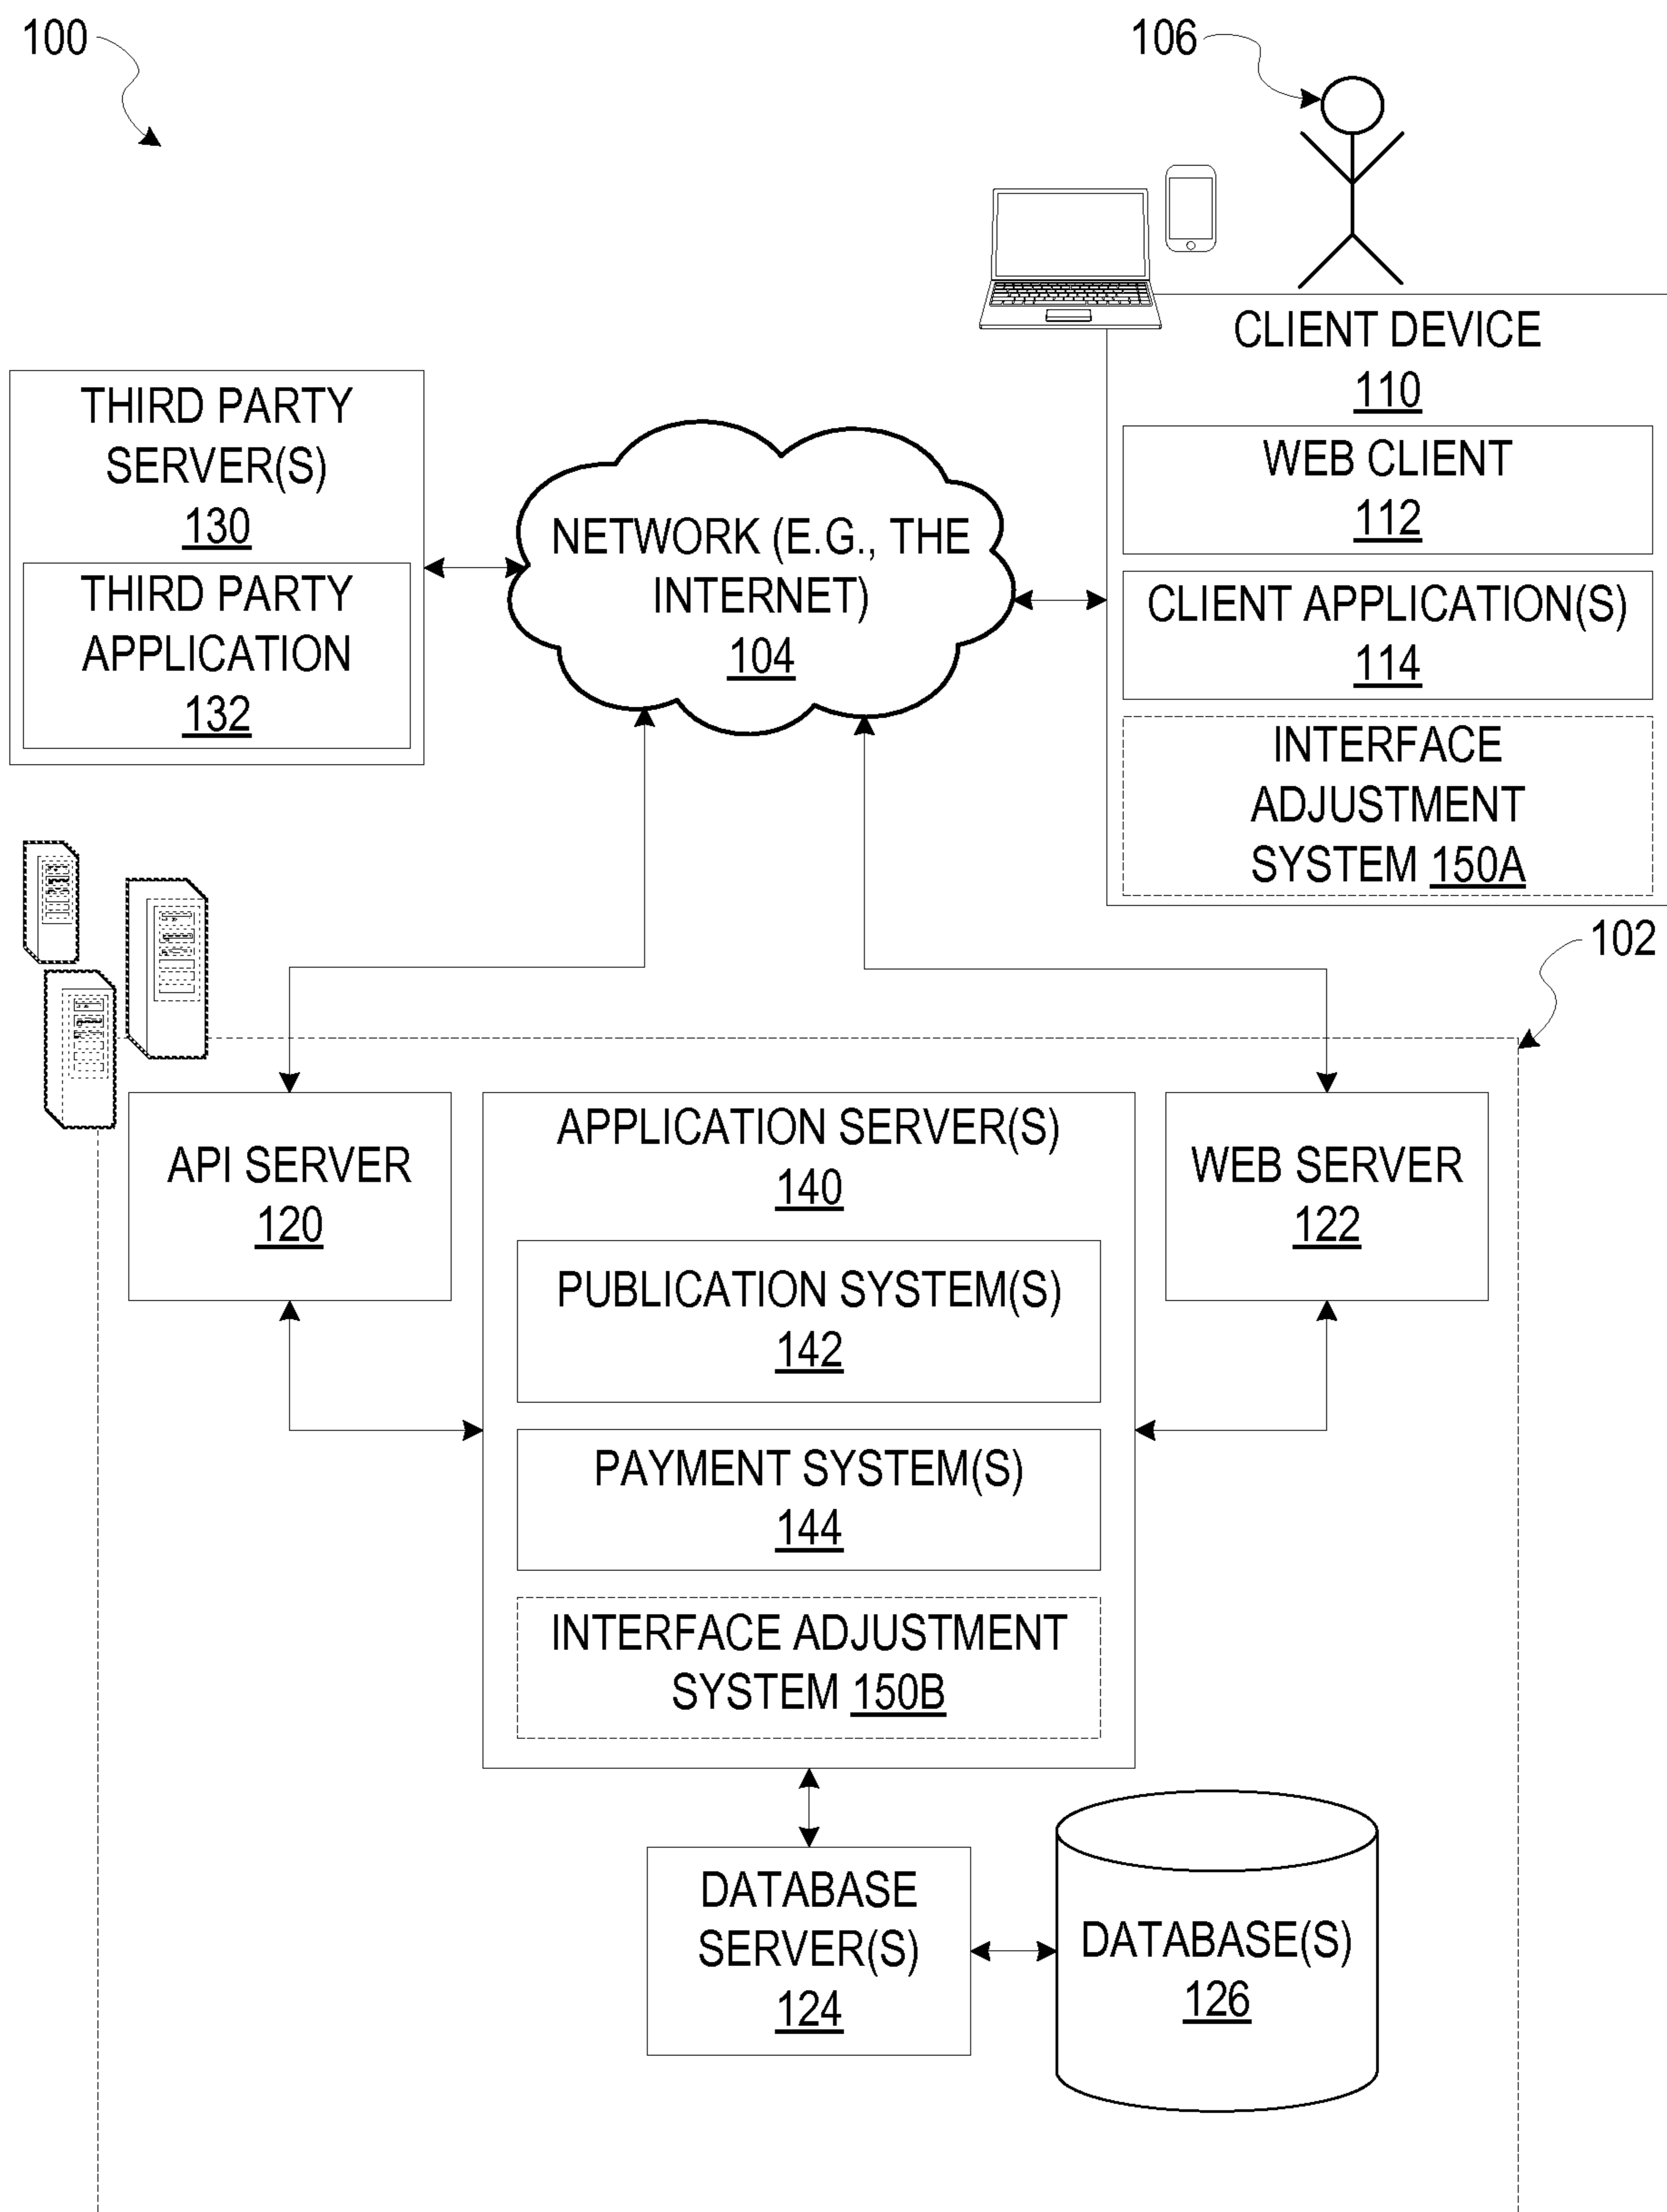 100
106
CLIENT DEVICE
110
WEB CLIENT
112
CLIENT APPLICATION(S)
114
INTERFACE
ADJUSTMENT
SYSTEM 150A
THIRD PARTY
SERVER(S)
130
THIRD PARTY
APPLICATION
132
NETWORK (E.G., THE
INTERNET)
104
102
API SERVER
120
APPLICATION SERVER(S)
140
PUBLICATION SYSTEM(S)
142
PAYMENT SYSTEM(S)
144
INTERFACE ADJUSTMENT
SYSTEM 150B
WEB SERVER
122
DATABASE
SERVER(S)
124
DATABASE(S)
126